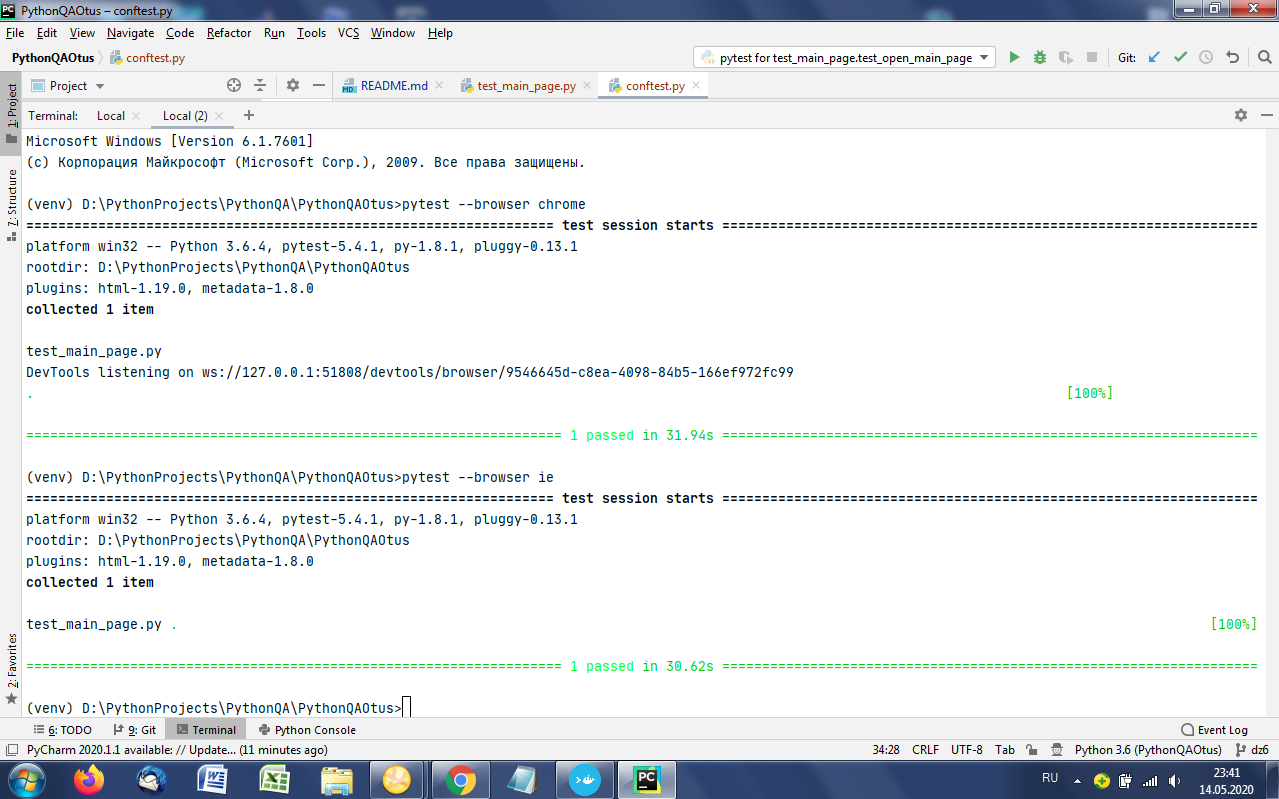 PythonQAOtus – conftest.py
File Edit View Navigate Code Refactor Run Tools VCS Window Help
PythonQAOtus conftest.py pytest for test_main_page.test_open_main_page Git:
1: Project Project README.md test_main_page.py conftest.py
Terminal: Local Local (2)
Microsoft Windows [Version 6.1.7601]
(c) Корпорация Майкрософт (Microsoft Corp.), 2009. Все права защищены.
7: Structure
(venv) D:\PythonProjects\PythonQA\PythonQAOtus>pytest --browser chrome
================================================================== test session starts ===================================================================
platform win32 -- Python 3.6.4, pytest-5.4.1, py-1.8.1, pluggy-0.13.1
rootdir: D:\PythonProjects\PythonQA\PythonQAOtus
plugins: html-1.19.0, metadata-1.8.0
collected 1 item
test_main_page.py
DevTools listening on ws://127.0.0.1:51808/devtools/browser/9546645d-c8ea-4098-84b5-166ef972fc99
. [100%]
=================================================================== 1 passed in 31.94s ===================================================================
(venv) D:\PythonProjects\PythonQA\PythonQAOtus>pytest --browser ie
================================================================== test session starts ===================================================================
platform win32 -- Python 3.6.4, pytest-5.4.1, py-1.8.1, pluggy-0.13.1
rootdir: D:\PythonProjects\PythonQA\PythonQAOtus
plugins: html-1.19.0, metadata-1.8.0
collected 1 item
test_main_page.py . [100%]
2: Favorites
=================================================================== 1 passed in 30.62s ===================================================================
(venv) D:\PythonProjects\PythonQA\PythonQAOtus>
6: TODO 9: Git Terminal Python Console Event Log
PyCharm 2020.1.1 available: // Update... (11 minutes ago) 34:28 CRLF UTF-8 Tab Python 3.6 (PythonQAOtus) dz6
RU 23:41
14.05.2020